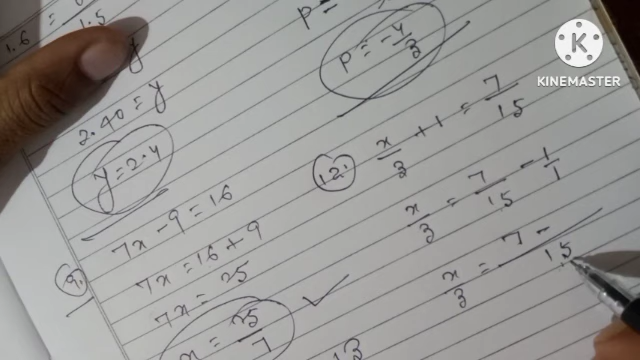 1.6 =
1.5
y
2.40 = y
y = 2.4
9. 7x - 9 = 16
7x = 16 + 9
7x = 25
x = 25/7
p =
p = -4/3
12. x/3 + 1 = 7/15
x/3 = 7/15 - 1/1
x/3 = 7 - /15
13
K
KINEMASTER